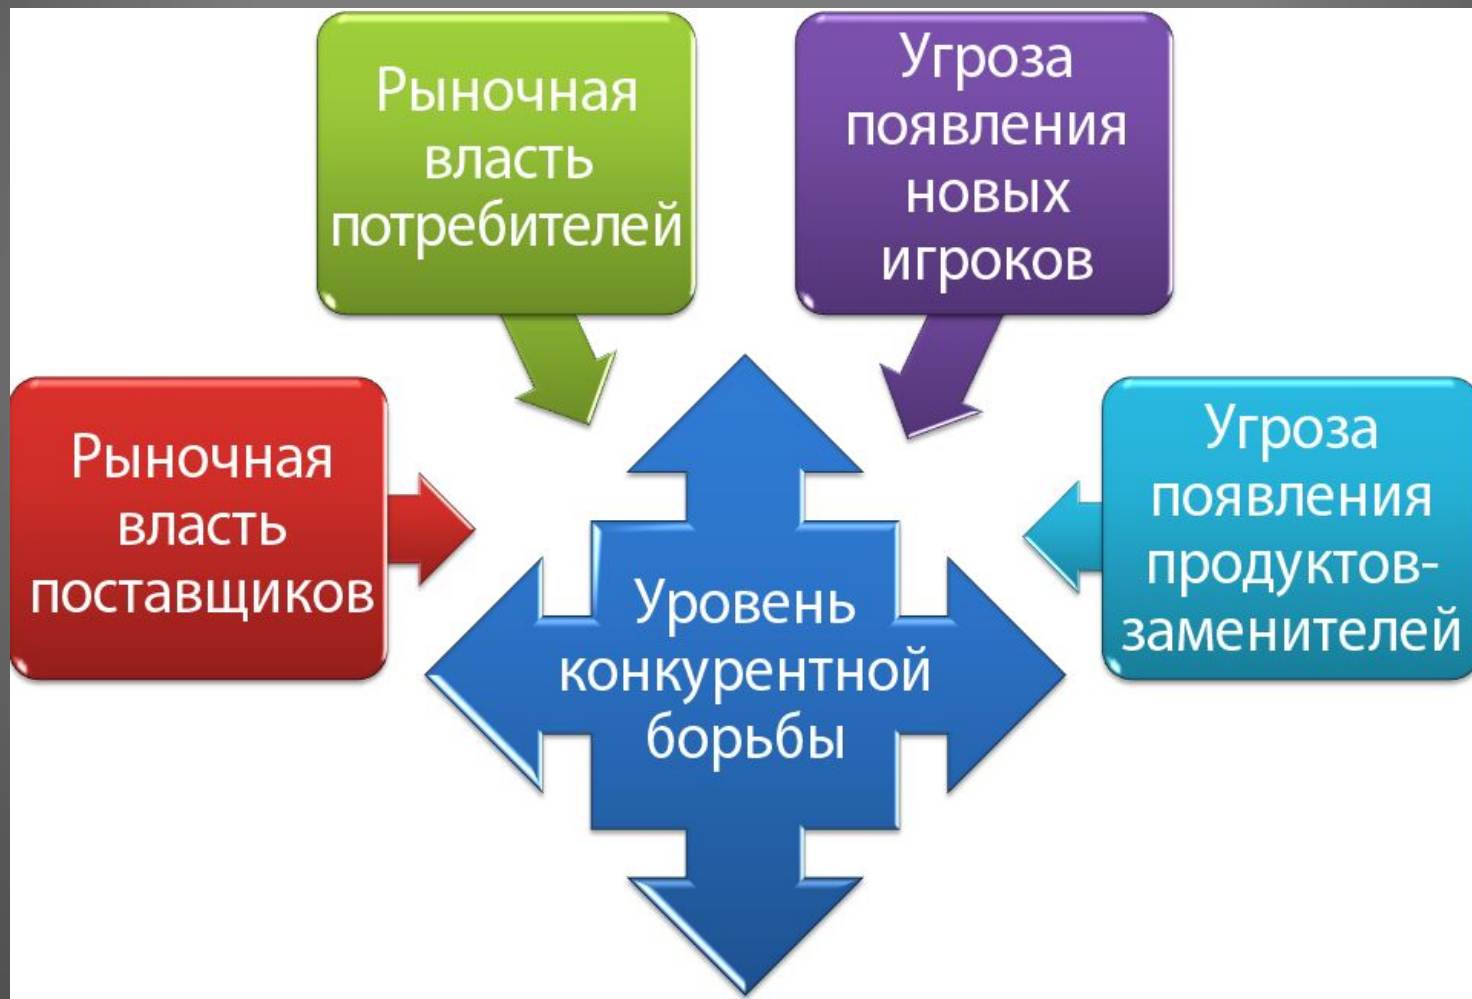 Рыночная
власть
потребителей
Угроза
появления
новых
игроков
Рыночная
власть
поставщиков
Угроза
появления
продуктов-
заменителей
Уровень
конкурентной
борьбы